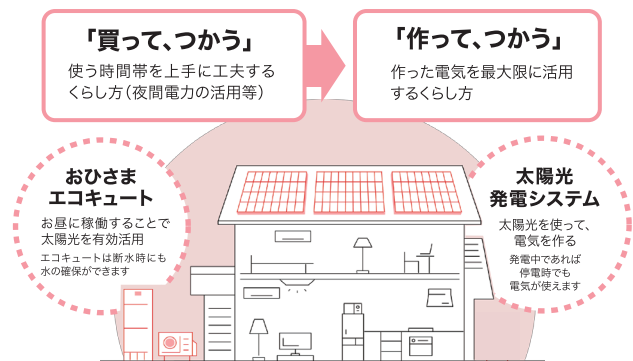 「買って、つかう」
使う時間帯を上手に工夫する
くらし方(夜間電力の活用等)
「作って、つかう」
作った電気を最大限に活用
するくらし方
おひさま
エコキュート
お昼に稼働することで
太陽光を有効活用
エコキュートは断水時にも
水の確保ができます
太陽光
発電システム
太陽光を使って、
電気を作る
発電中であれば
停電時でも
電気が使えます